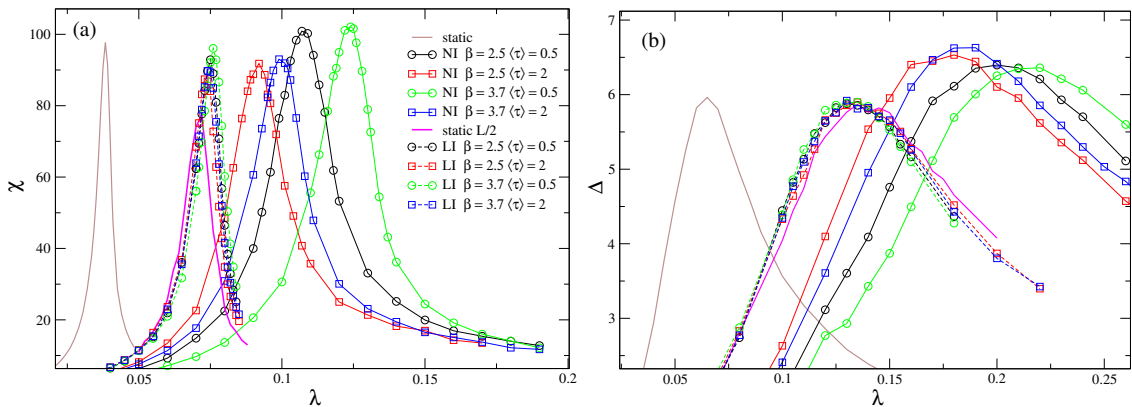 (a)
χ
100
80
60
40
20
0.05
0.1
0.15
0.2
λ
static
NI β = 2.5 ⟨τ⟩ = 0.5
NI β = 2.5 ⟨τ⟩ = 2
NI β = 3.7 ⟨τ⟩ = 0.5
NI β = 3.7 ⟨τ⟩ = 2
static L/2
LI β = 2.5 ⟨τ⟩ = 0.5
LI β = 2.5 ⟨τ⟩ = 2
LI β = 3.7 ⟨τ⟩ = 0.5
LI β = 3.7 ⟨τ⟩ = 2
(b)
Δ
7
6
5
4
3
0.05
0.1
0.15
0.2
0.25
λ